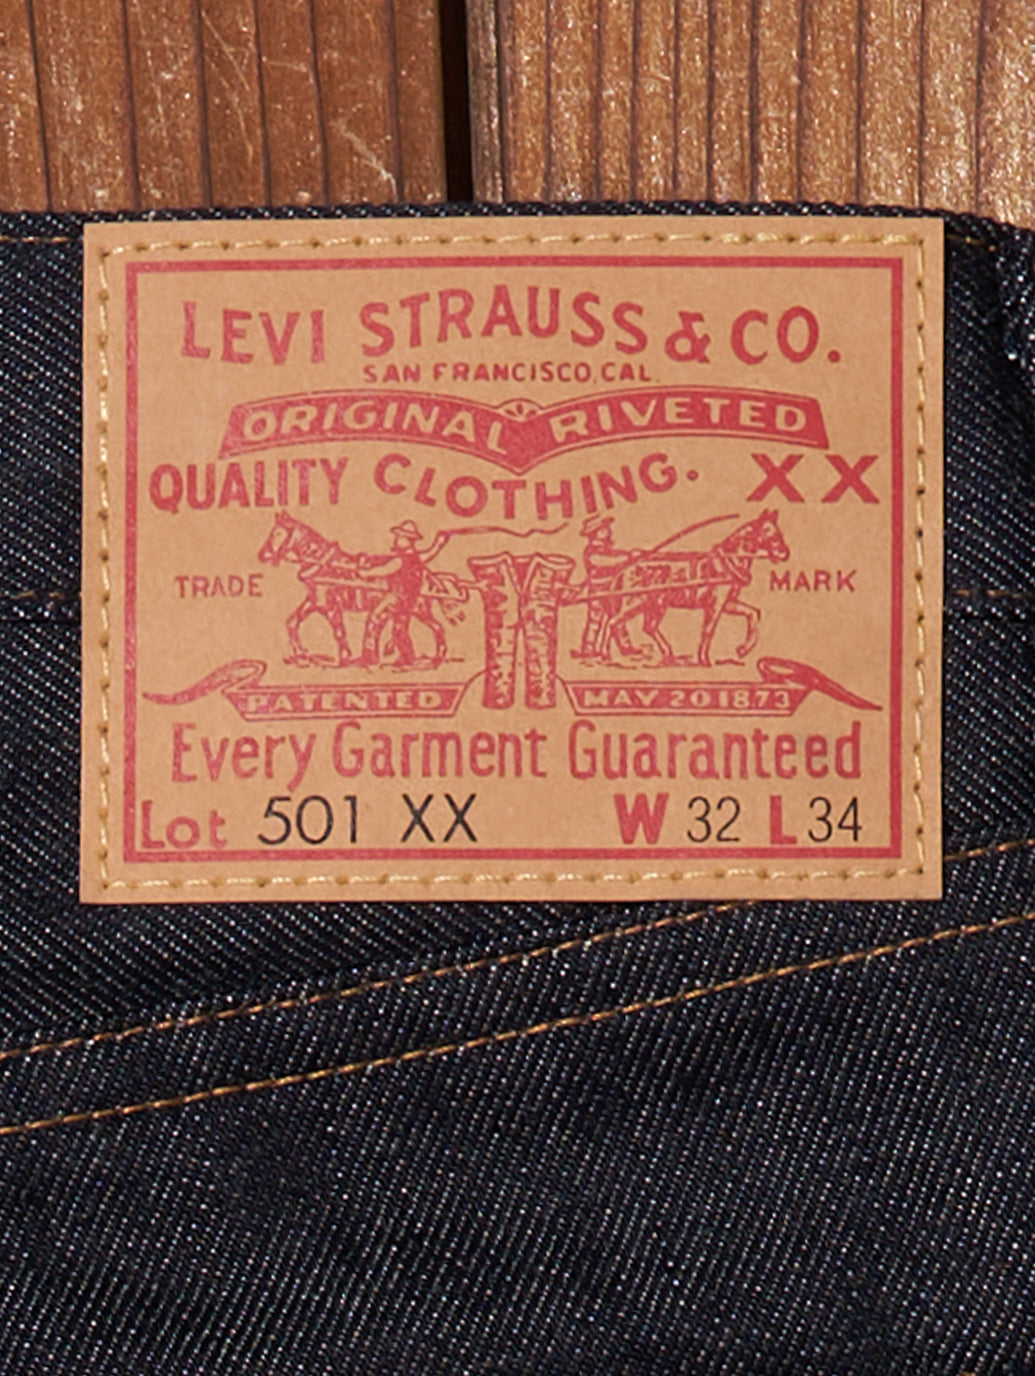 LEVI STRAUSS & CO.
SAN FRANCISCO, CAL.
ORIGINAL RIVETED
QUALITY CLOTHING. XX
TRADE MARK
PATENTED MAY 20 1873
Every Garment Guaranteed
Lot 501 XX W 32 L 34